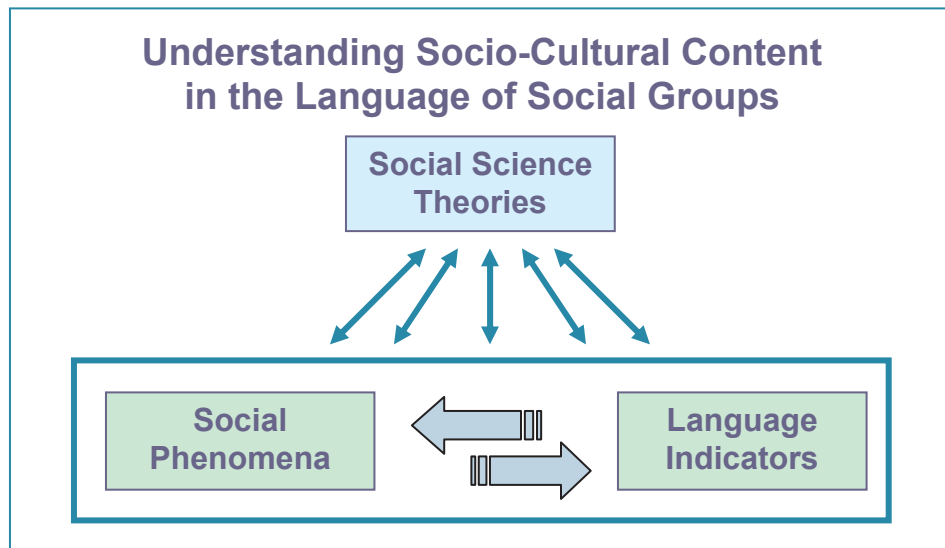 Understanding Socio-Cultural Content
in the Language of Social Groups
Social Science
Theories
Social
Phenomena
Language
Indicators